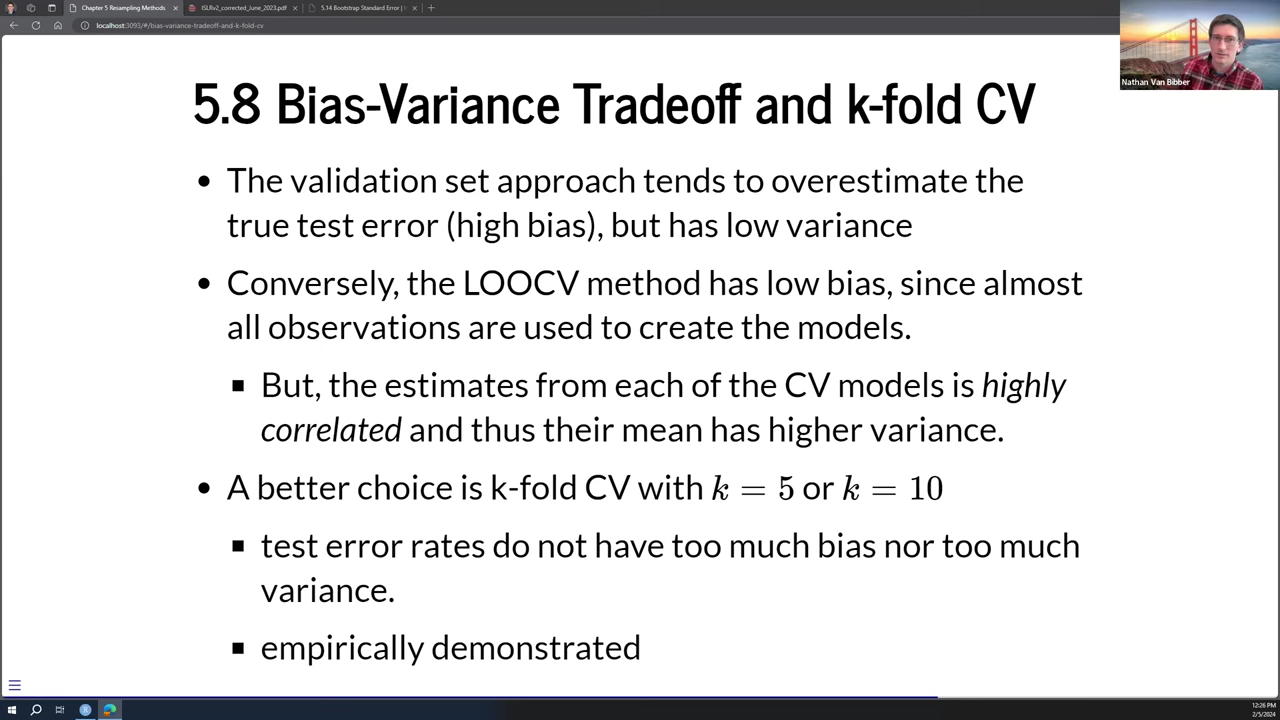 Chapter 5 Resampling Methods
ISLRv2_corrected_June_2023.pdf
5.14 Bootstrap Standard Error |
localhost:3093/#/bias-variance-tradeoff-and-k-fold-cv
Nathan Van Bibber
5.8 Bias-Variance Tradeoff and k-fold CV
• The validation set approach tends to overestimate the
true test error (high bias), but has low variance
• Conversely, the LOOCV method has low bias, since almost
all observations are used to create the models.
▪ But, the estimates from each of the CV models is highly
correlated and thus their mean has higher variance.
• A better choice is k-fold CV with k = 5 or k = 10
▪ test error rates do not have too much bias nor too much
variance.
▪ empirically demonstrated
12:26 PM
2/5/2024